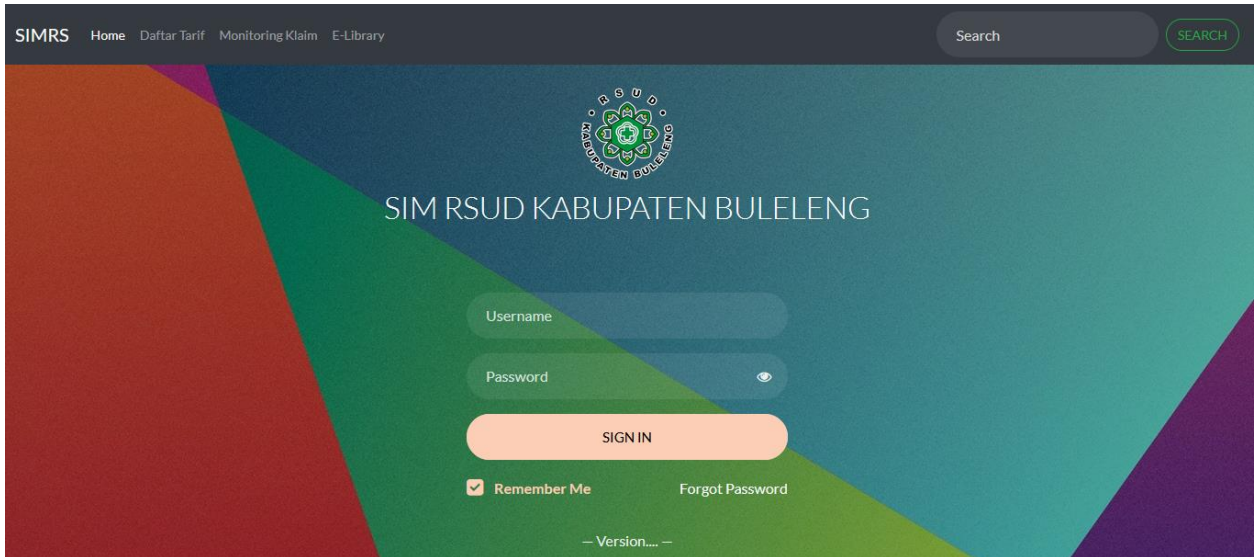 SIMRS Home Daftar Tarif Monitoring Klaim E-Library Search SEARCH
RSUD KABUPATEN BULELENG
SIM RSUD KABUPATEN BULELENG
Username
Password
SIGN IN
Remember Me Forgot Password
— Version.... —